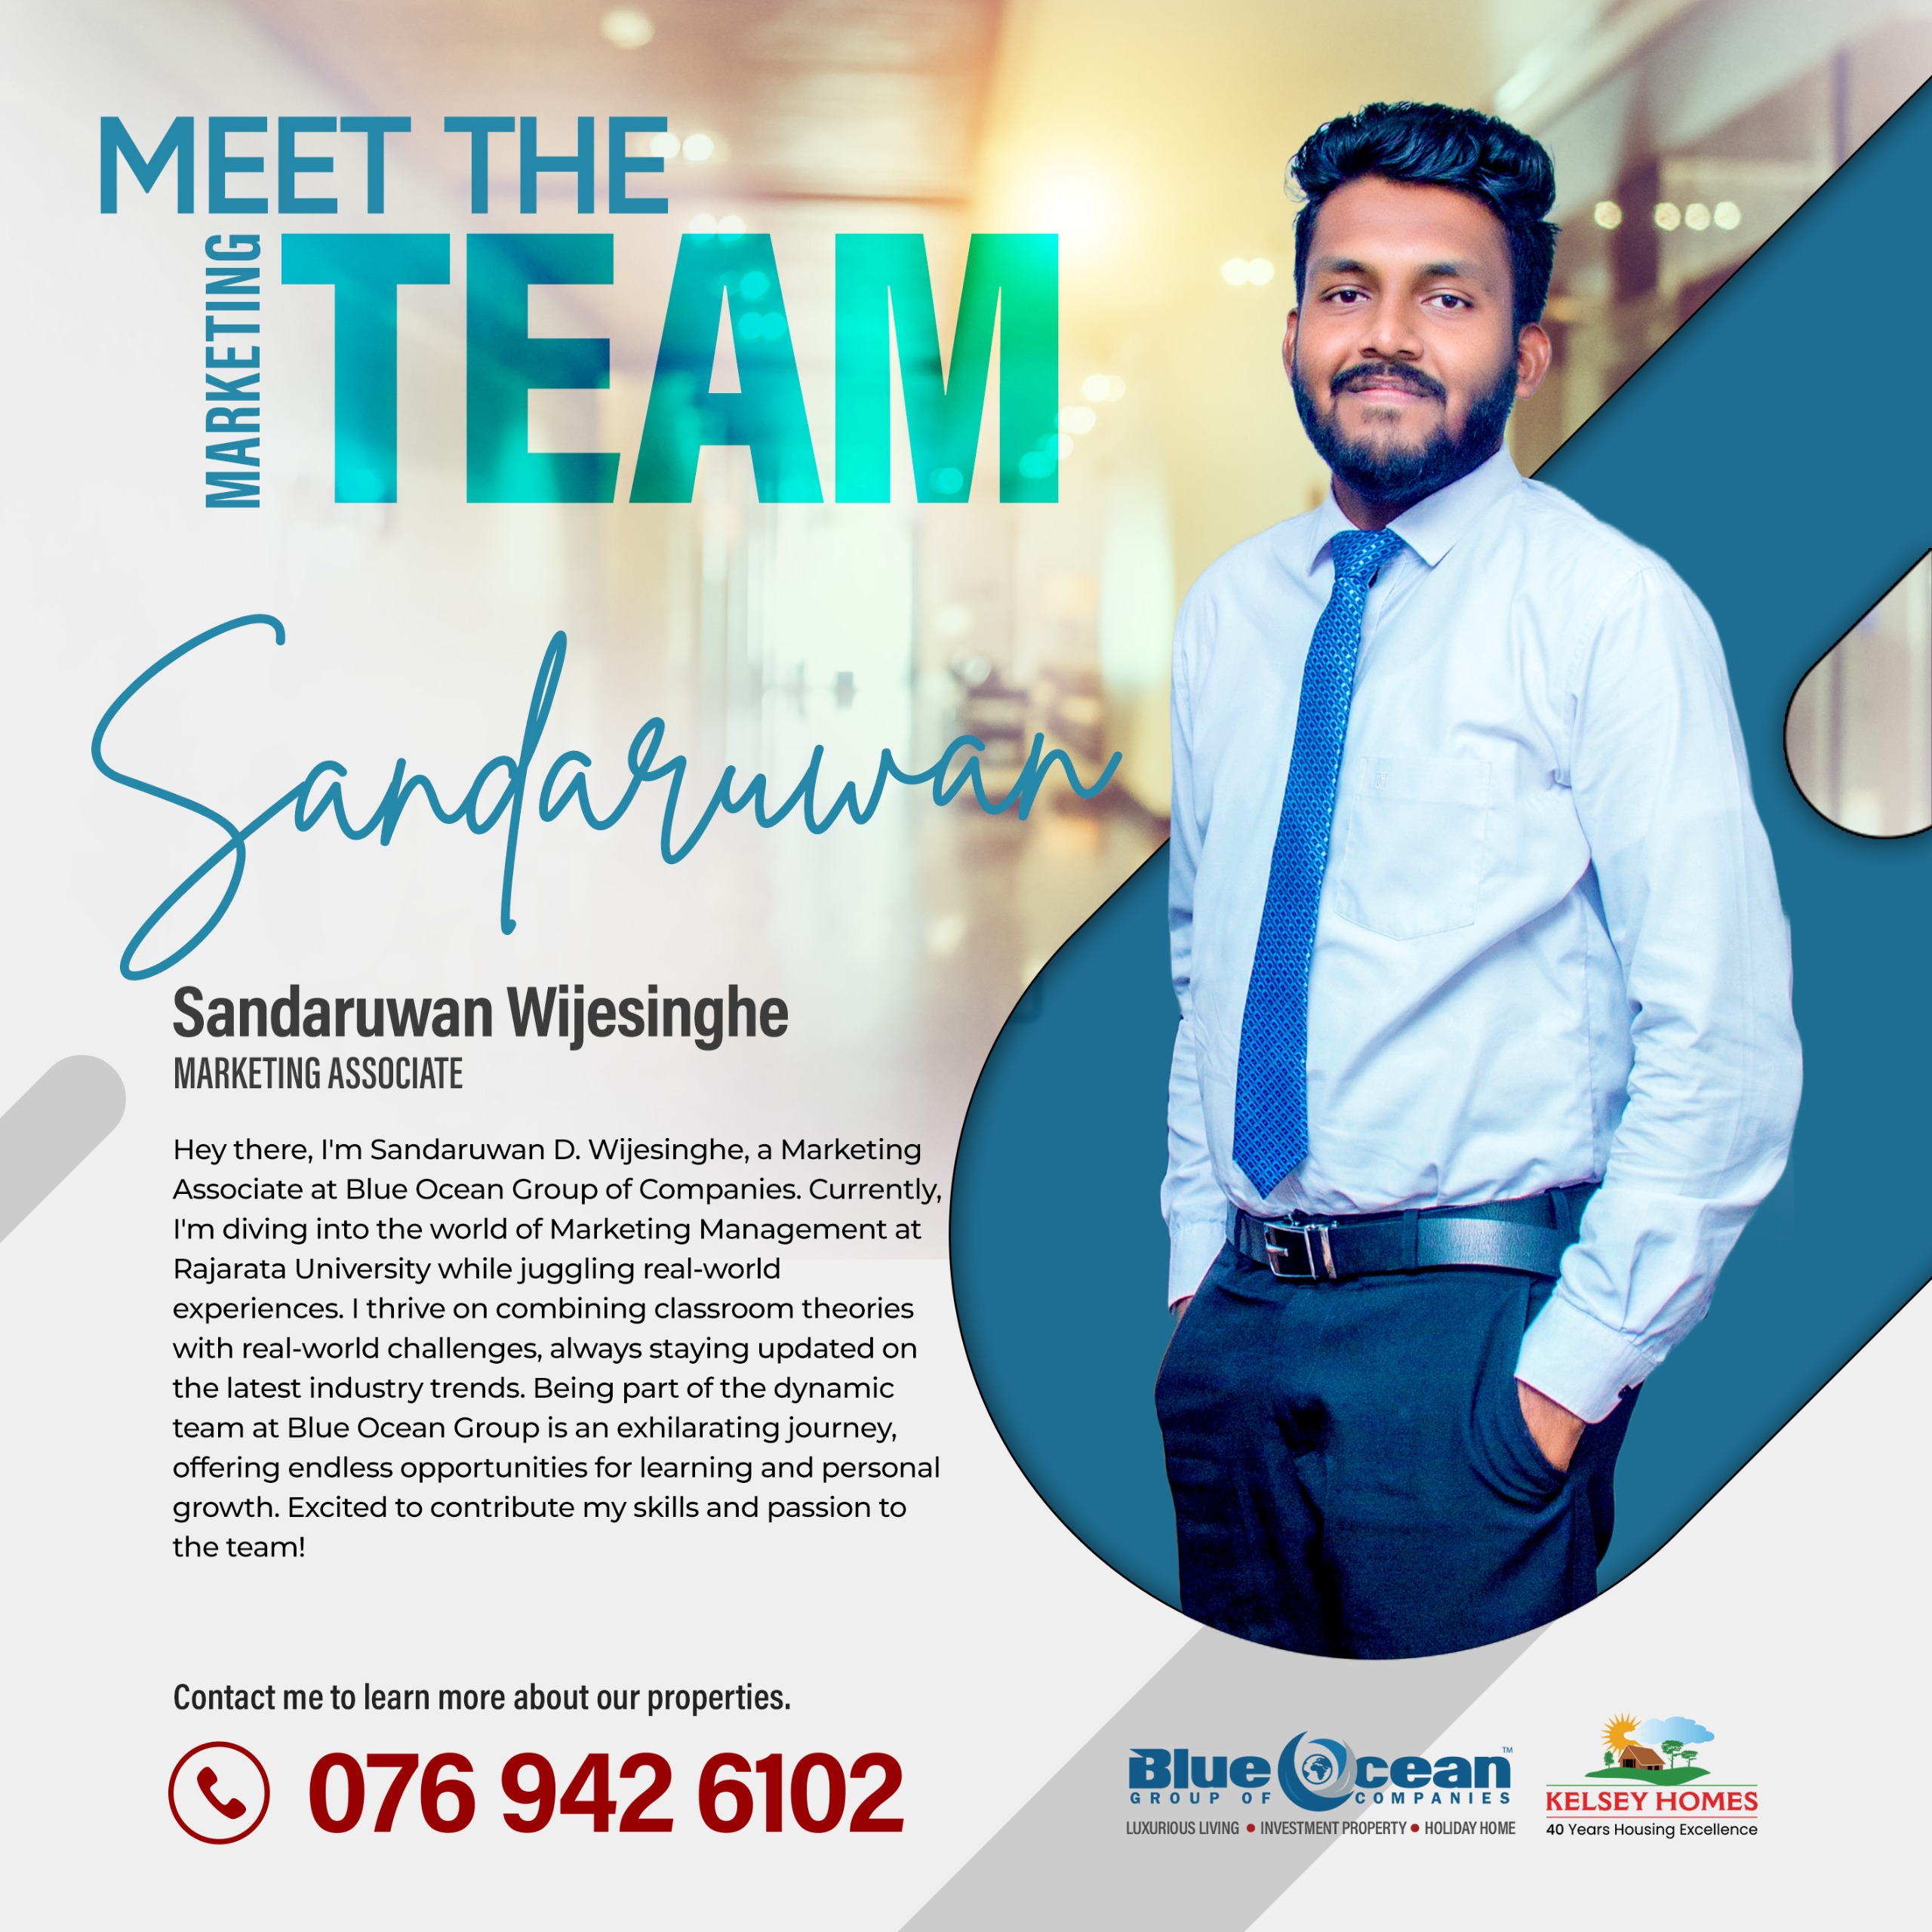 MEET THE
MARKETING
TEAM
Sandaruwan
Sandaruwan Wijesinghe
MARKETING ASSOCIATE
Hey there, I'm Sandaruwan D. Wijesinghe, a Marketing
Associate at Blue Ocean Group of Companies. Currently,
I'm diving into the world of Marketing Management at
Rajarata University while juggling real-world
experiences. I thrive on combining classroom theories
with real-world challenges, always staying updated on
the latest industry trends. Being part of the dynamic
team at Blue Ocean Group is an exhilarating journey,
offering endless opportunities for learning and personal
growth. Excited to contribute my skills and passion to
the team!
Contact me to learn more about our properties.
076 942 6102
Blue Ocean™
GROUP OF COMPANIES
LUXURIOUS LIVING • INVESTMENT PROPERTY • HOLIDAY HOME
KELSEY HOMES
40 Years Housing Excellence